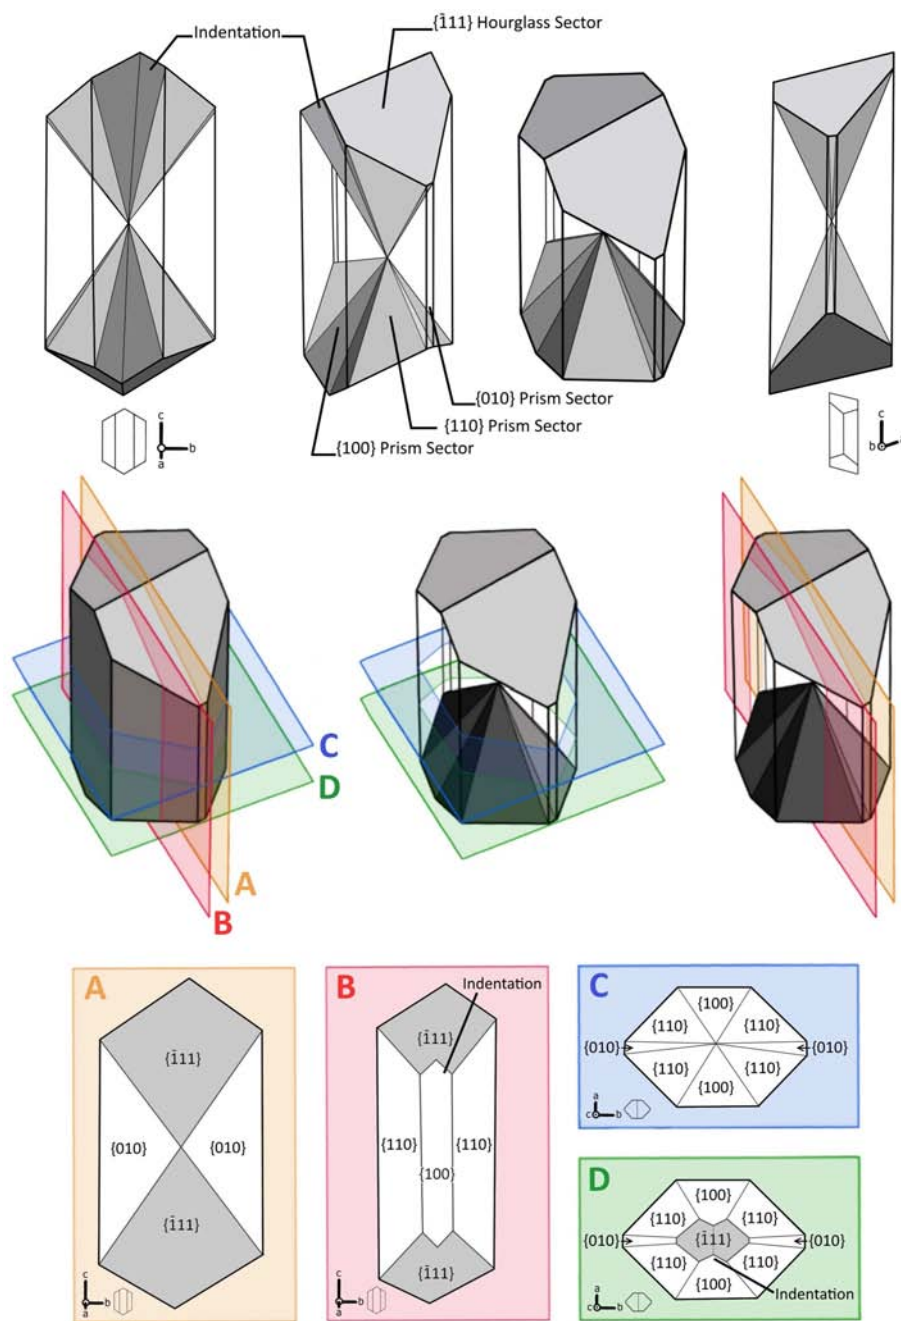 Indentation
{1̄11} Hourglass Sector
{010} Prism Sector
{110} Prism Sector
{100} Prism Sector
c
b
a
c
b
a
C
D
A
B
A
{1̄11}
{010}
{010}
{1̄11}
c
b
a
B
Indentation
{1̄11}
{110}
{110}
{100}
{1̄11}
c
b
a
C
{100}
{110}
{110}
{010}
{010}
{110}
{110}
{100}
a
c
b
D
{100}
{110}
{110}
{010}
{1̄11}
{010}
{110}
{110}
{100}
Indentation
a
c
b